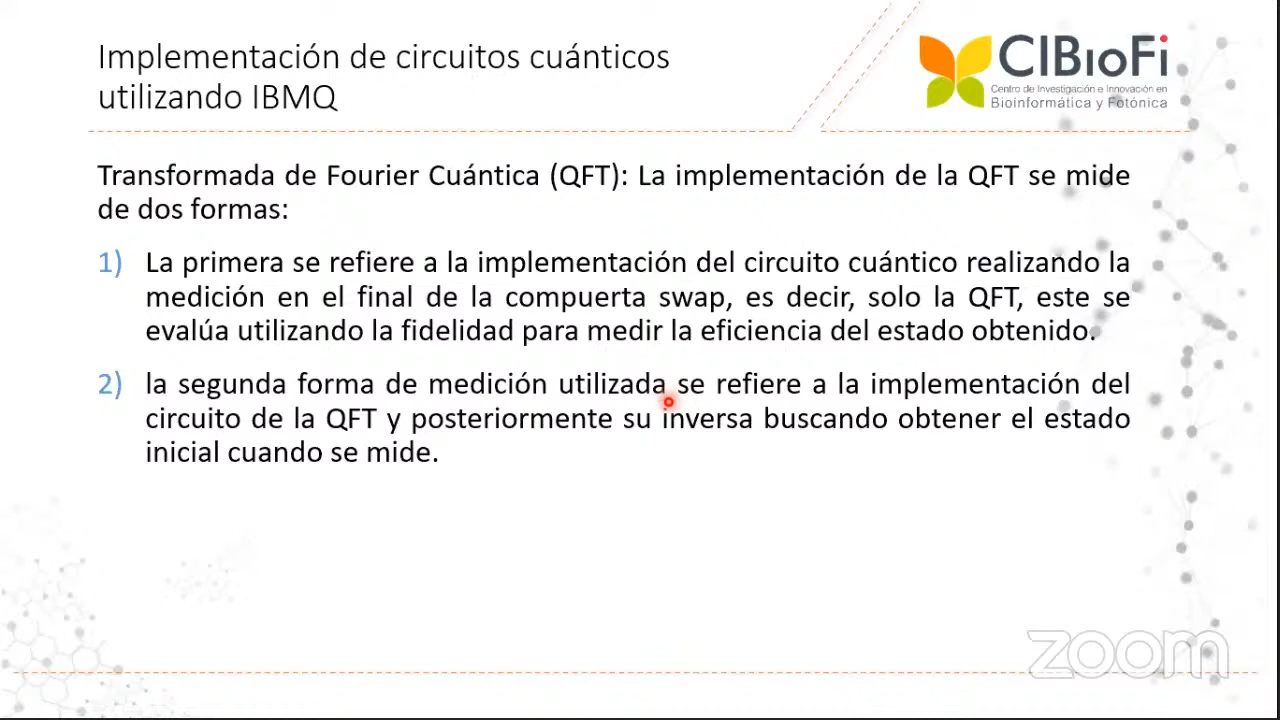 Implementación de circuitos cuánticos
utilizando IBMQ
CIBioFi
Centro de Investigación e Innovación en
Bioinformática y Fotónica
Transformada de Fourier Cuántica (QFT): La implementación de la QFT se mide
de dos formas:
1) La primera se refiere a la implementación del circuito cuántico realizando la
medición en el final de la compuerta swap, es decir, solo la QFT, este se
evalúa utilizando la fidelidad para medir la eficiencia del estado obtenido.
2) la segunda forma de medición utilizada se refiere a la implementación del
circuito de la QFT y posteriormente su inversa buscando obtener el estado
inicial cuando se mide.
zoom